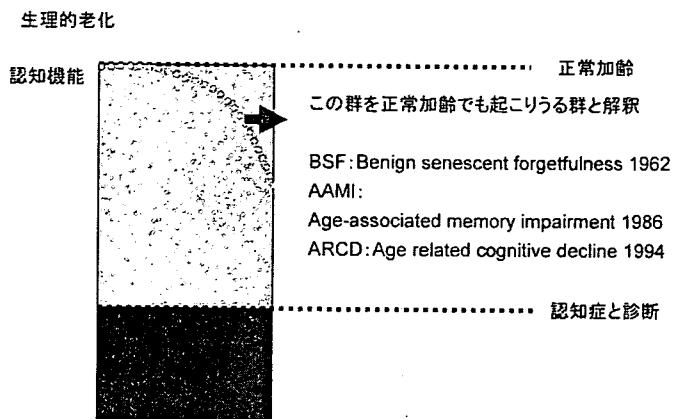 生理的老化
認知機能
正常加齢
この群を正常加齢でも起こりうる群と解釈
BSF:Benign senescent forgetfulness 1962
AAMI:
Age-associated memory impairment 1986
ARCD:Age related cognitive decline 1994
認知症と診断